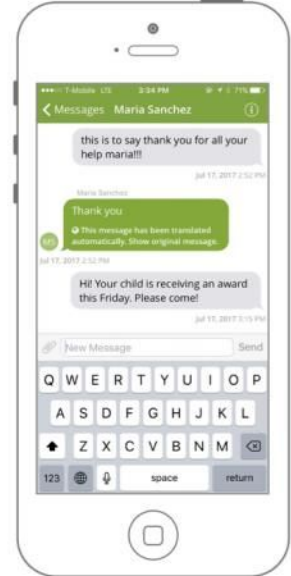 T-Mobile LTE 3:34 PM 71%
Messages Maria Sanchez
this is to say thank you for all your
help maria!!!
Jul 17, 2017 2:52 PM
Maria Sanchez
Thank you
This message has been translated
automatically. Show original message.
MS
Jul 17, 2017 2:52 PM
Hi! Your child is receiving an award
this Friday. Please come!
Jul 17, 2017 3:15 PM
New Message Send
Q W E R T Y U I O P
A S D F G H J K L
Z X C V B N M
123 space return